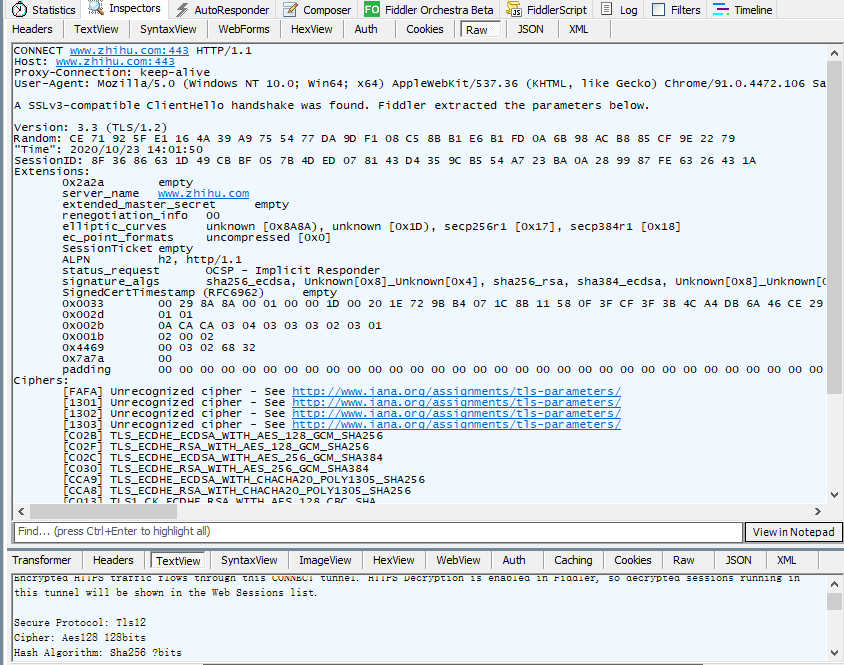 Statistics Inspectors AutoResponder Composer FO Fiddler Orchestra Beta FiddlerScript Log Filters Timeline
Headers TextView SyntaxView WebForms HexView Auth Cookies Raw JSON XML
CONNECT www.zhihu.com:443 HTTP/1.1
Host: www.zhihu.com:443
Proxy-Connection: keep-alive
User-Agent: Mozilla/5.0 (Windows NT 10.0; Win64; x64) AppleWebKit/537.36 (KHTML, like Gecko) Chrome/91.0.4472.106 Sa
A SSLv3-compatible ClientHello handshake was found. Fiddler extracted the parameters below.
Version: 3.3 (TLS/1.2)
Random: CE 71 92 5F E1 16 4A 39 A9 75 54 77 DA 9D F1 08 C5 8B B1 E6 B1 FD 0A 6B 98 AC B8 85 CF 9E 22 79
"Time": 2020/10/23 14:01:50
SessionID: 8F 36 86 63 1D 49 CB BF 05 7B 4D ED 07 81 43 D4 35 9C B5 54 A7 23 BA 0A 28 99 87 FE 63 26 43 1A
Extensions:
0x2a2a empty
server_name www.zhihu.com
extended_master_secret empty
renegotiation_info 00
elliptic_curves unknown [0x8A8A), unknown [0x1D), secp256r1 [0x17], secp384r1 [0x18]
ec_point_formats uncompressed [0x0]
SessionTicket empty
ALPN h2, http/1.1
status_request OCSP - Implicit Responder
signature_algs sha256_ecdsa, Unknown[0x8]_Unknown[0x4], sha256_rsa, sha384_ecdsa, Unknown[0x8]_Unknown[0
SignedCertTimestamp (RFC6962) empty
0x0033 00 29 8A 8A 00 01 00 00 1D 00 20 1E 72 9B B4 07 1C 8B 11 58 0F 3F CF 3F 3B 4C A4 DB 6A 46 CE 29
0x002d 01 01
0x002b 0A CA CA 03 04 03 03 03 02 03 01
0x001b 02 00 02
0x4469 00 03 02 68 32
0x7a7a 00
padding 00 00 00 00 00 00 00 00 00 00 00 00 00 00 00 00 00 00 00 00 00 00 00 00 00 00 00 00 00 00 00 00
Ciphers:
[FAFA] Unrecognized cipher - See http://www.iana.org/assignments/tls-parameters/
[1301] Unrecognized cipher - See http://www.iana.org/assignments/tls-parameters/
[1302] Unrecognized cipher - See http://www.iana.org/assignments/tls-parameters/
[1303] Unrecognized cipher - See http://www.iana.org/assignments/tls-parameters/
[C02B] TLS_ECDHE_ECDSA_WITH_AES_128_GCM_SHA256
[C02F] TLS_ECDHE_RSA_WITH_AES_128_GCM_SHA256
[C02C] TLS_ECDHE_ECDSA_WITH_AES_256_GCM_SHA384
[C030] TLS_ECDHE_RSA_WITH_AES_256_GCM_SHA384
[CCA9] TLS_ECDHE_ECDSA_WITH_CHACHA20_POLY1305_SHA256
[CCA8] TLS_ECDHE_RSA_WITH_CHACHA20_POLY1305_SHA256
[C013] TLS1_CK_ECDHE_RSA_WITH_AES_128_CBC_SHA
Find... (press Ctrl+Enter to highlight all) View in Notepad
Transformer Headers TextView SyntaxView ImageView HexView WebView Auth Caching Cookies Raw JSON XML
Encrypted HTTPS traffic flows through this CONNECT tunnel. HTTPS Decryption is enabled in Fiddler, so decrypted sessions running in
this tunnel will be shown in the Web Sessions list.
Secure Protocol: Tls12
Cipher: Aes128 128bits
Hash Algorithm: Sha256 ?bits